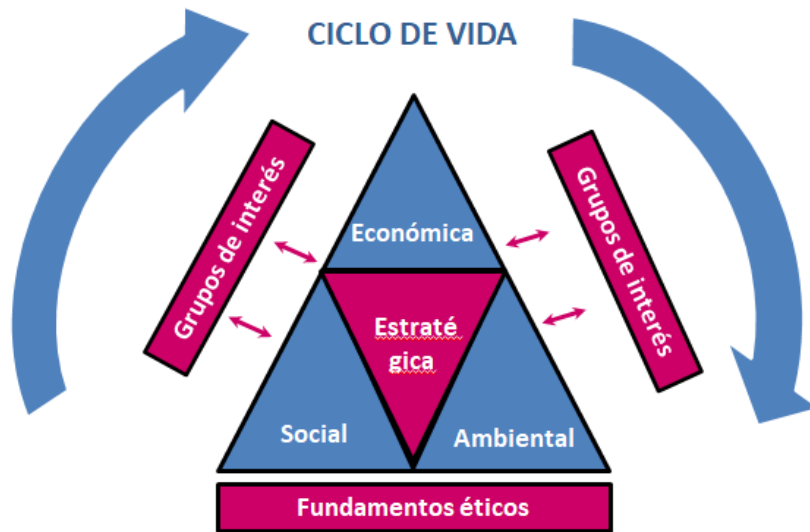 CICLO DE VIDA
Grupos de interés
Grupos de interés
Económica
Estraté
gica
Social
Ambiental
Fundamentos éticos